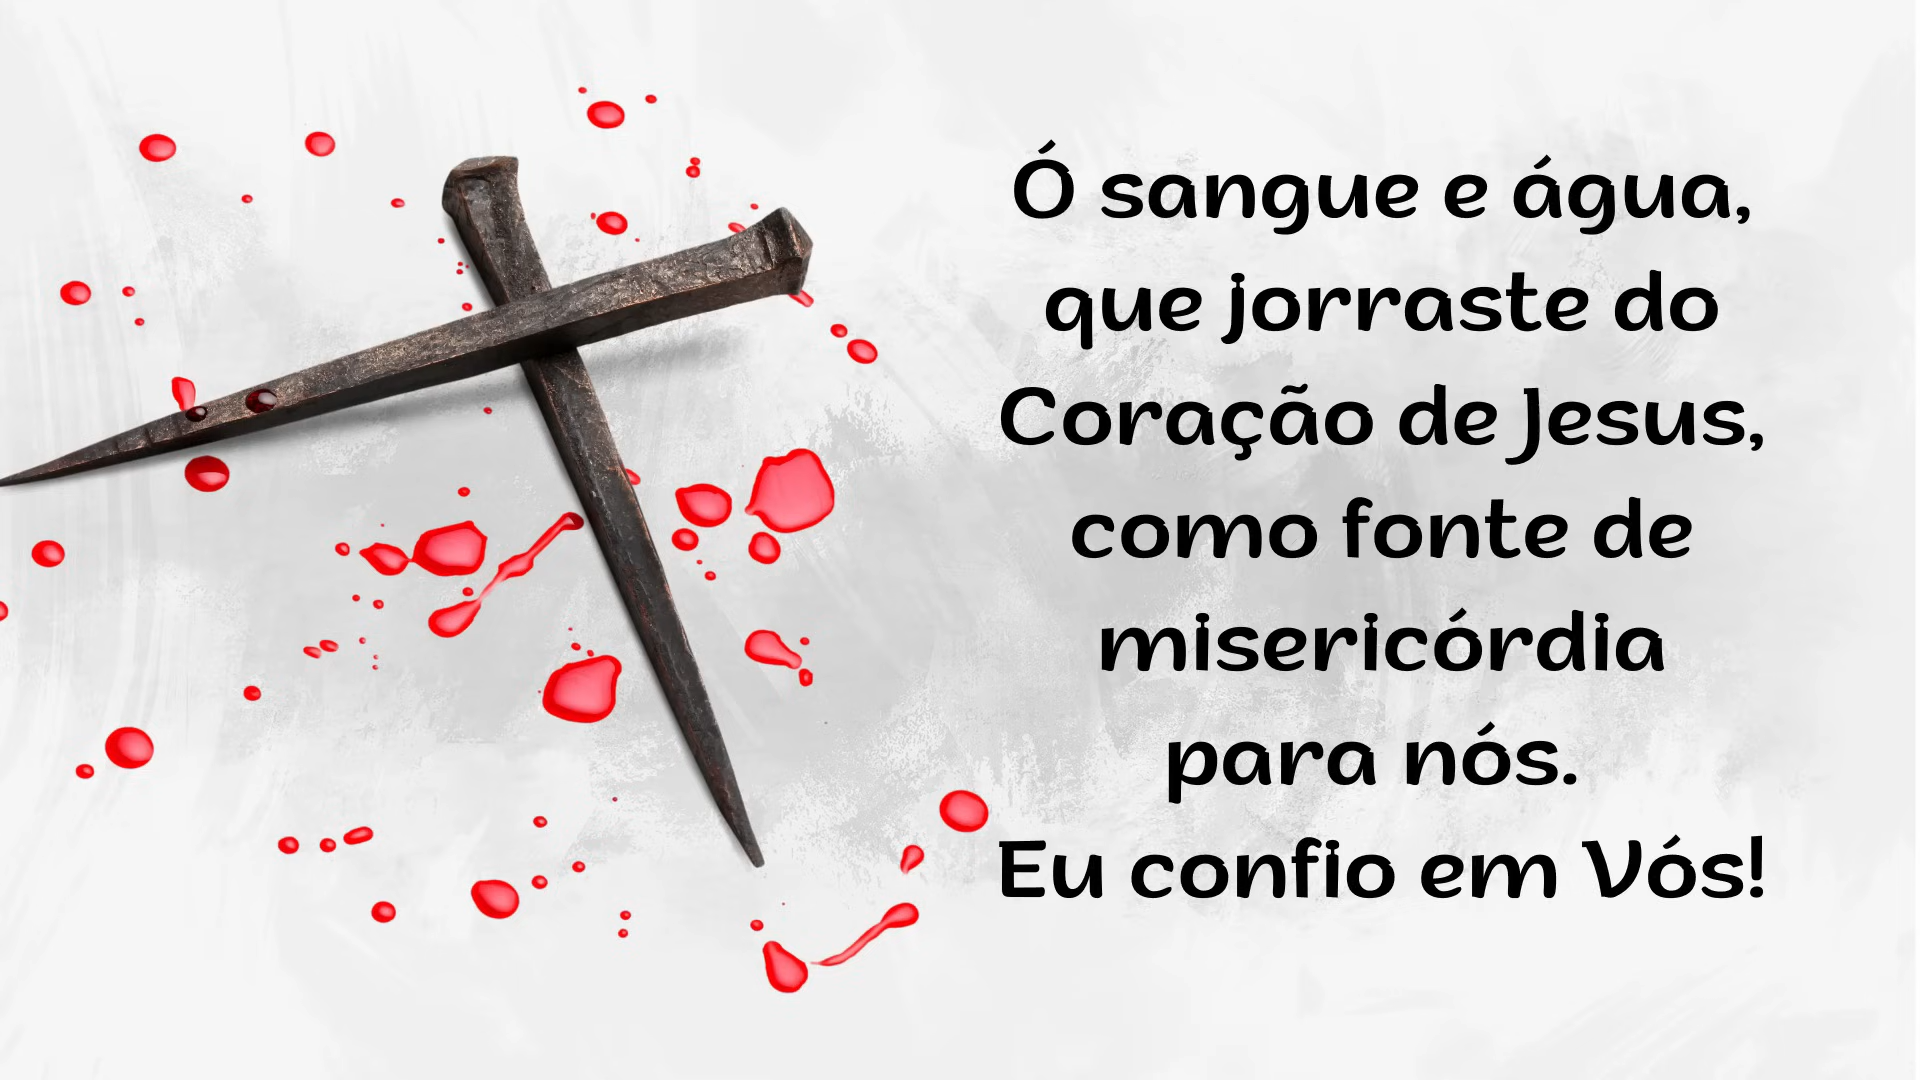 Ó sangue e água,
que jorraste do
Coração de Jesus,
como fonte de
misericórdia
para nós.
Eu confio em Vós!